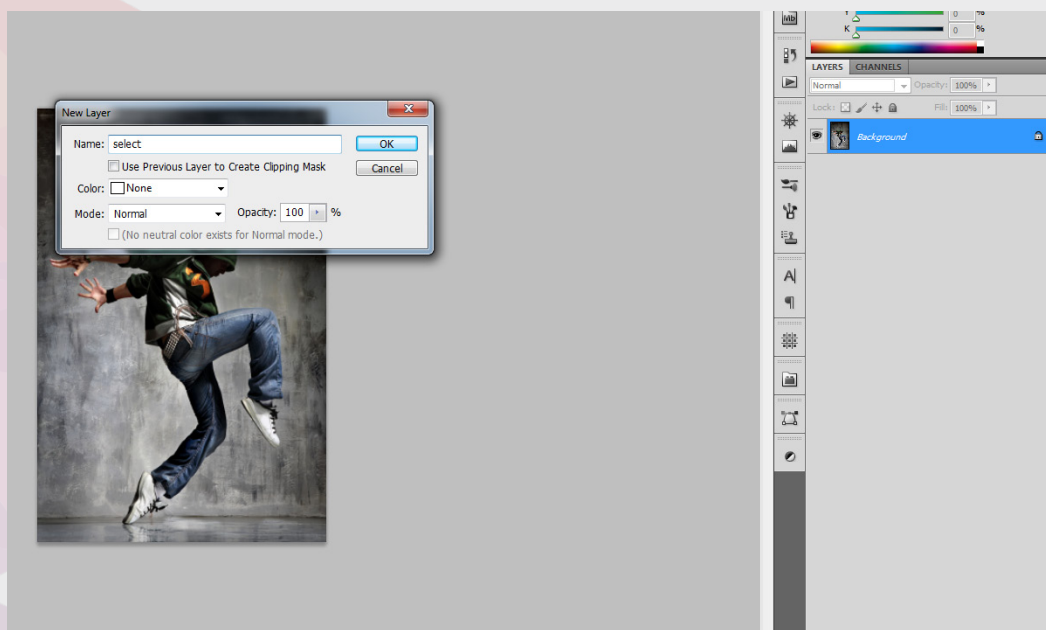 Mb
Y 0 %
K 0 %
LAYERS CHANNELS
Normal Opacity: 100%
Lock: Fill: 100%
Background
New Layer
Name: select OK
Use Previous Layer to Create Clipping Mask Cancel
Color: None
Mode: Normal Opacity: 100 %
(No neutral color exists for Normal mode.)
A